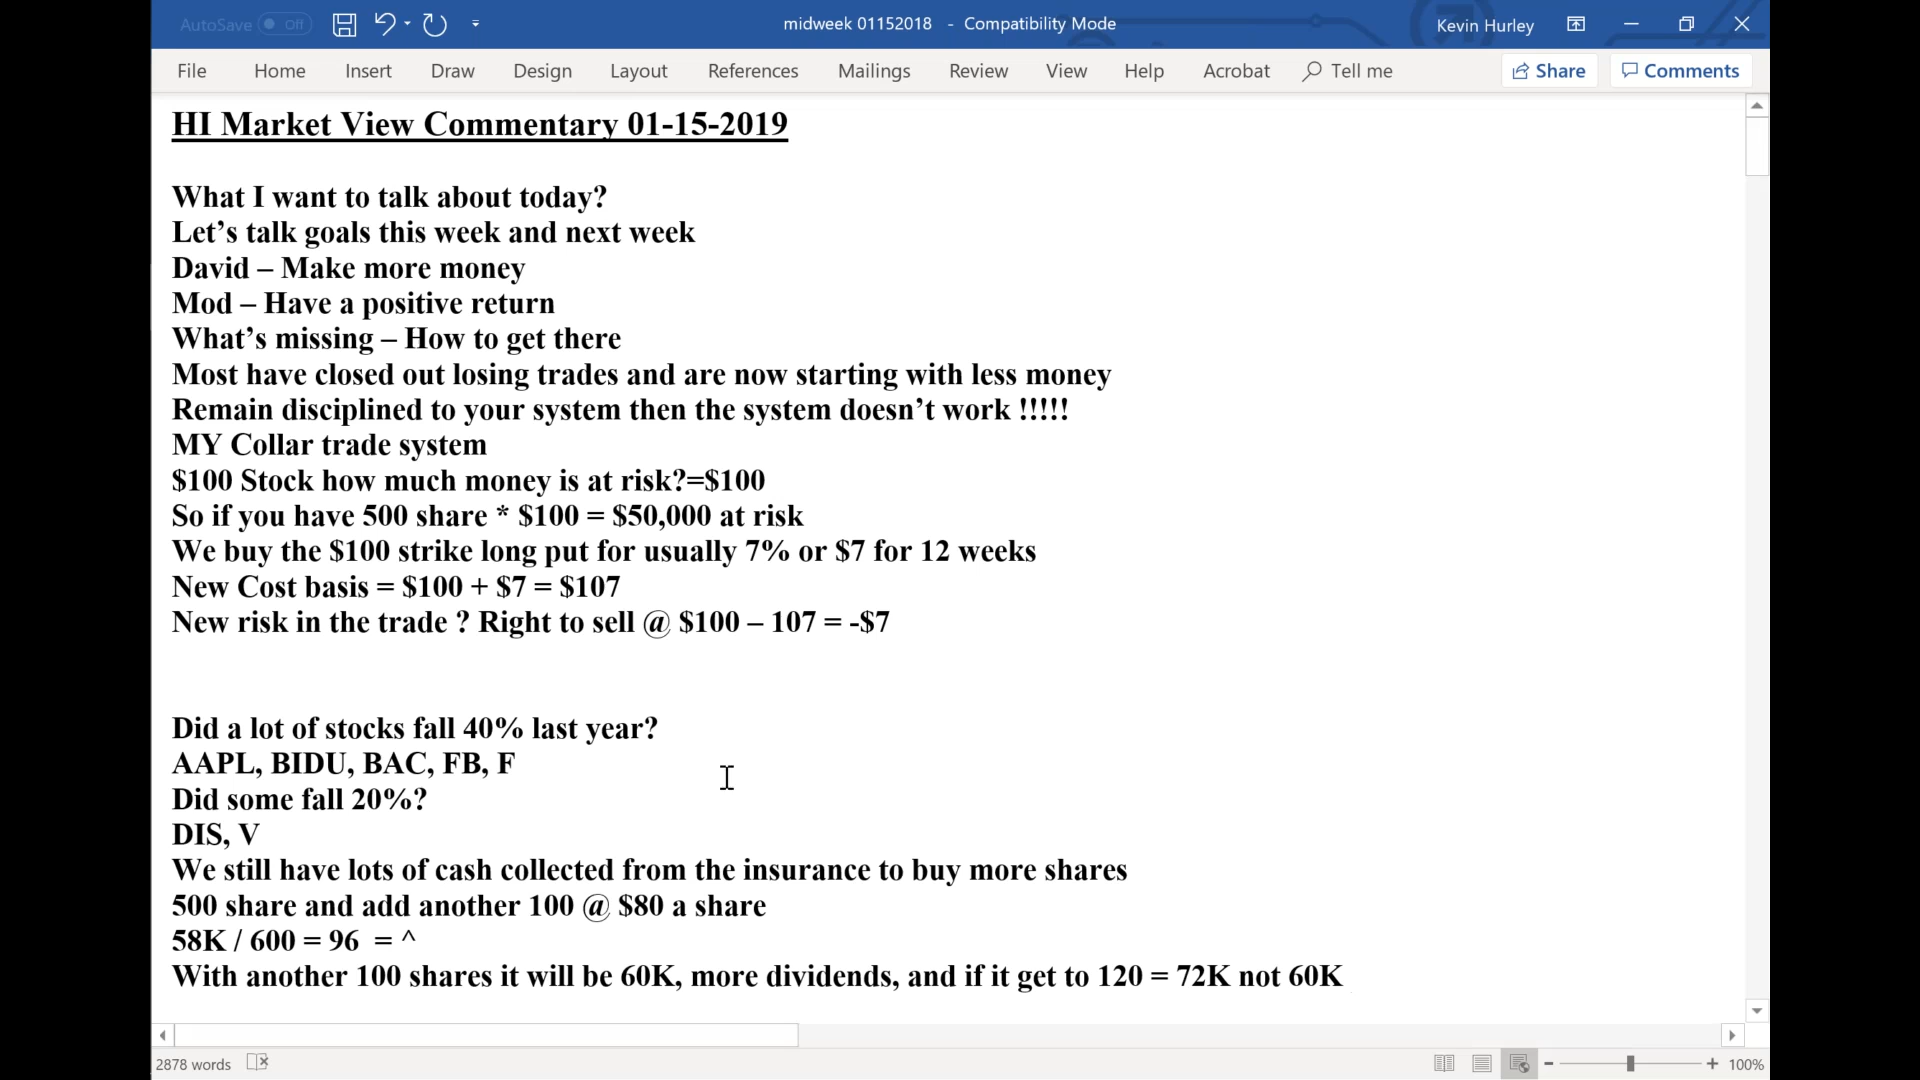 AutoSave Off midweek 01152018 - Compatibility Mode Kevin Hurley
File Home Insert Draw Design Layout References Mailings Review View Help Acrobat Tell me Share Comments
HI Market View Commentary 01-15-2019
What I want to talk about today?
Let’s talk goals this week and next week
David – Make more money
Mod – Have a positive return
What’s missing – How to get there
Most have closed out losing trades and are now starting with less money
Remain disciplined to your system then the system doesn’t work !!!!!
MY Collar trade system
$100 Stock how much money is at risk?=$100
So if you have 500 share * $100 = $50,000 at risk
We buy the $100 strike long put for usually 7% or $7 for 12 weeks
New Cost basis = $100 + $7 = $107
New risk in the trade ? Right to sell @ $100 – 107 = -$7
Did a lot of stocks fall 40% last year?
AAPL, BIDU, BAC, FB, F
Did some fall 20%?
DIS, V
We still have lots of cash collected from the insurance to buy more shares
500 share and add another 100 @ $80 a share
58K / 600 = 96  = ^
With another 100 shares it will be 60K, more dividends, and if it get to 120 = 72K not 60K
2878 words 100%